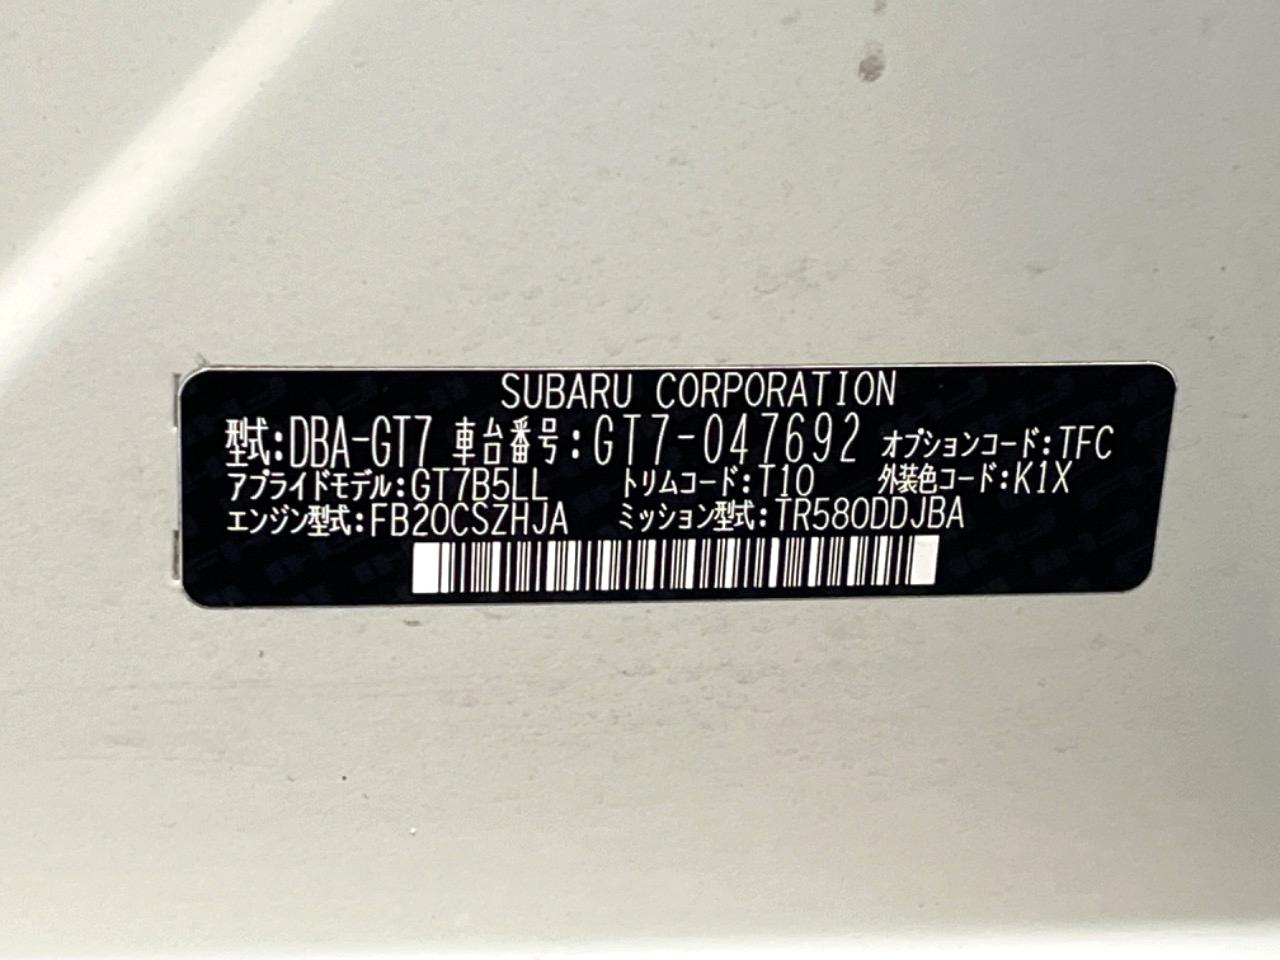 SUBARU CORPORATION
型式:DBA-GT7 車台番号:GT7-047692 オプションコード:TFC
アプライドモデル:GT7B5LL トリムコード:T10 外装色コード:K1X
エンジン型式:FB20CSZHJA ミッション型式:TR580DDJBA